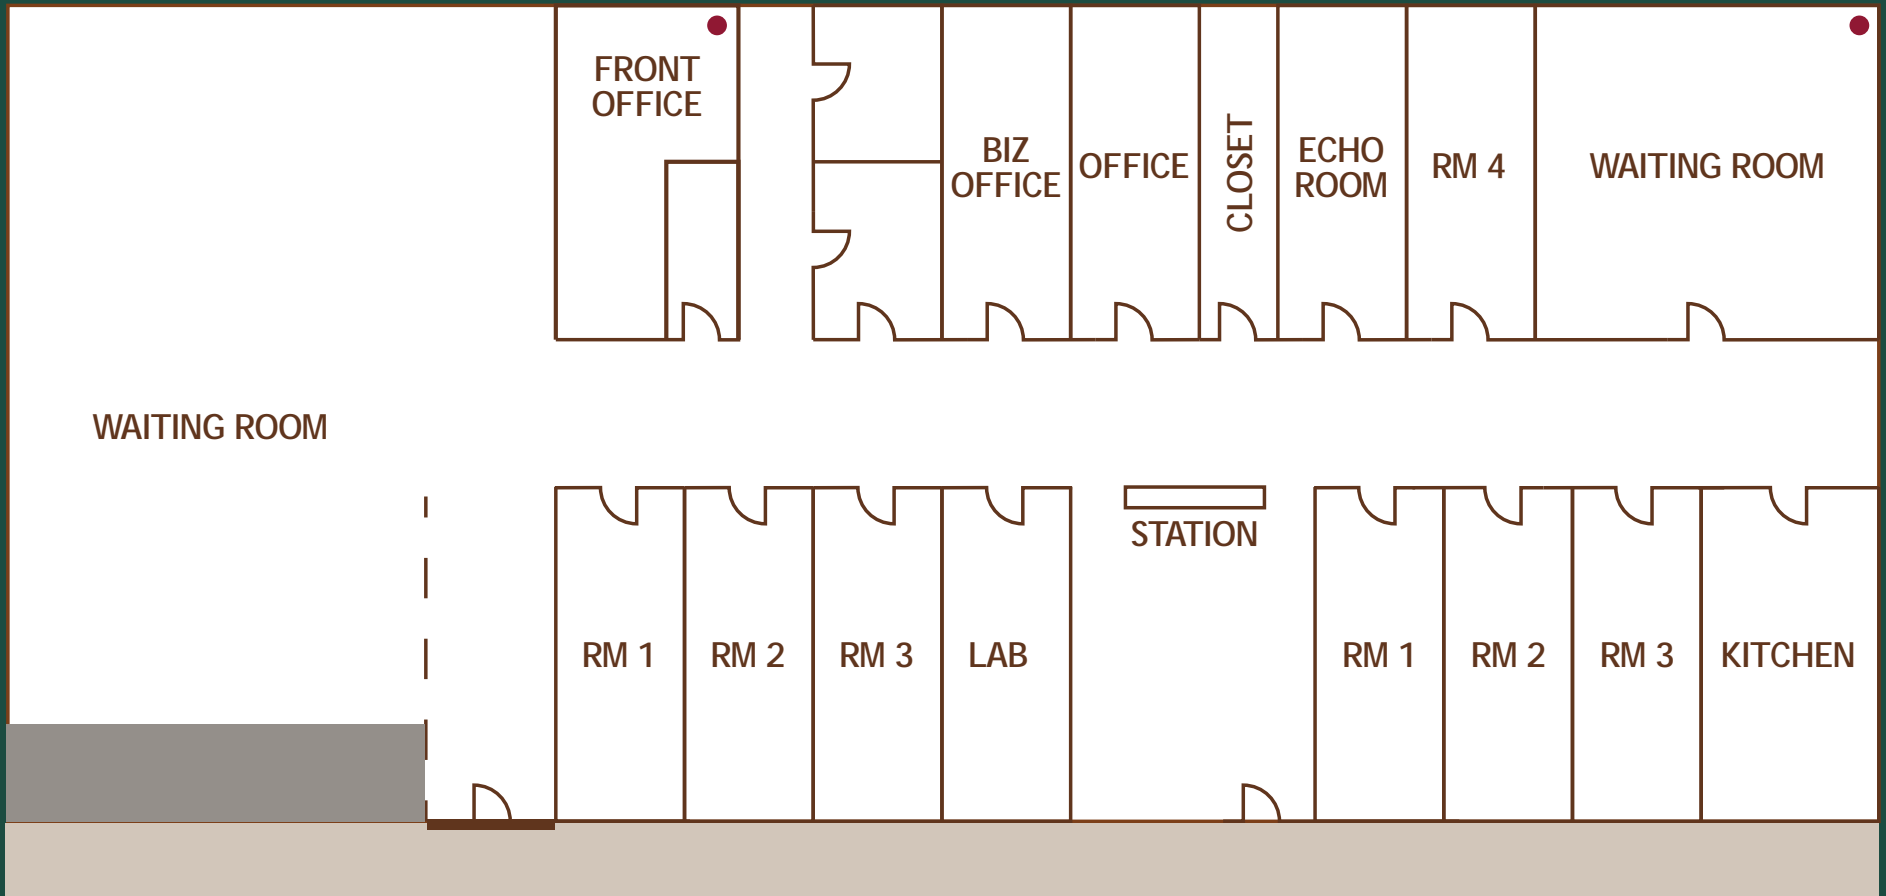 FRONT
OFFICE
BIZ
OFFICE
OFFICE
CLOSET
ECHO
ROOM
RM 4
WAITING ROOM
WAITING ROOM
STATION
RM 1
RM 2
RM 3
LAB
RM 1
RM 2
RM 3
KITCHEN